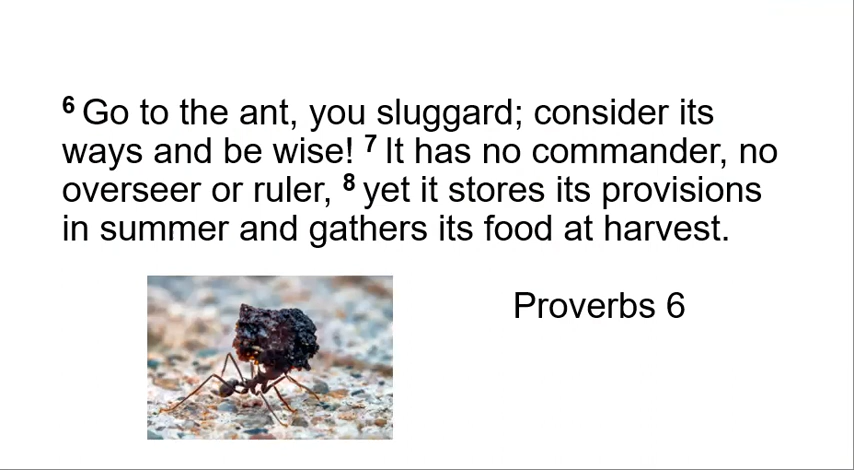 ⁶ Go to the ant, you sluggard; consider its
ways and be wise! ⁷ It has no commander, no
overseer or ruler, ⁸ yet it stores its provisions
in summer and gathers its food at harvest.
Proverbs 6